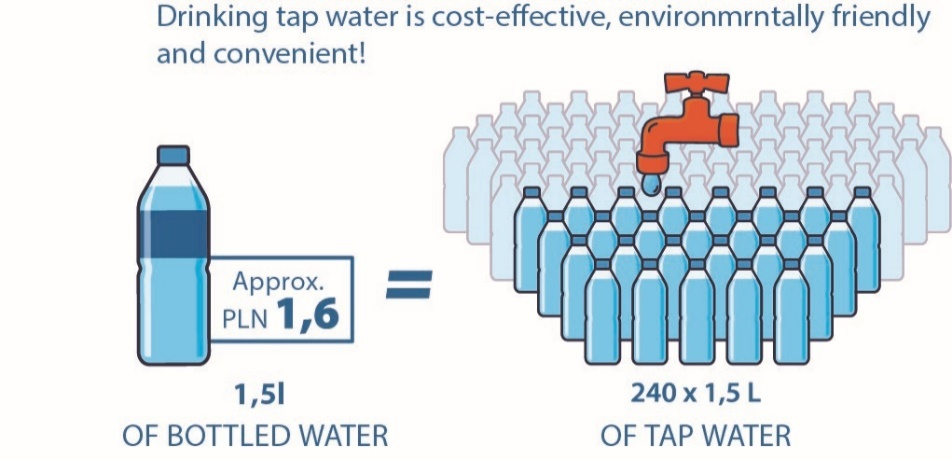 Drinking tap water is cost-effective, environmrntally friendly
and convenient!
Approx.
PLN 1,6
=
1,5l
OF BOTTLED WATER
240 x 1,5 L
OF TAP WATER